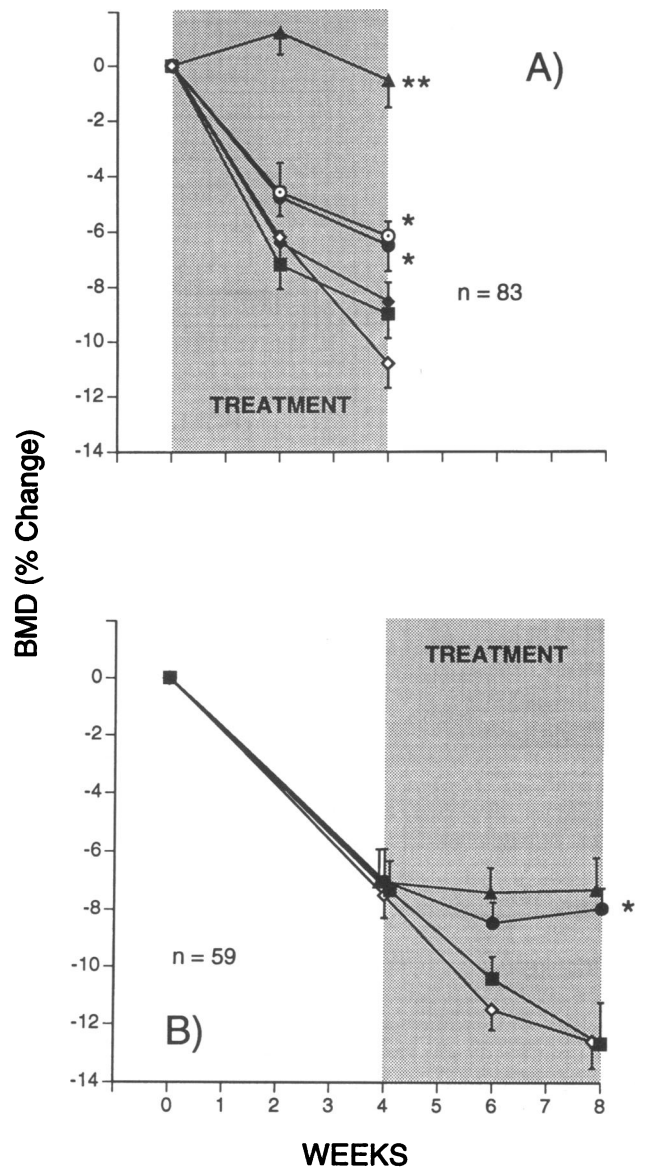 A)
0
**
-2
-4
*
-6
*
-8
n = 83
-10
-12
TREATMENT
-14
BMD (% Change)
TREATMENT
0
-2
-4
-6
-8
*
n = 59
-10
-12
B)
-14
0 1 2 3 4 5 6 7 8
WEEKS